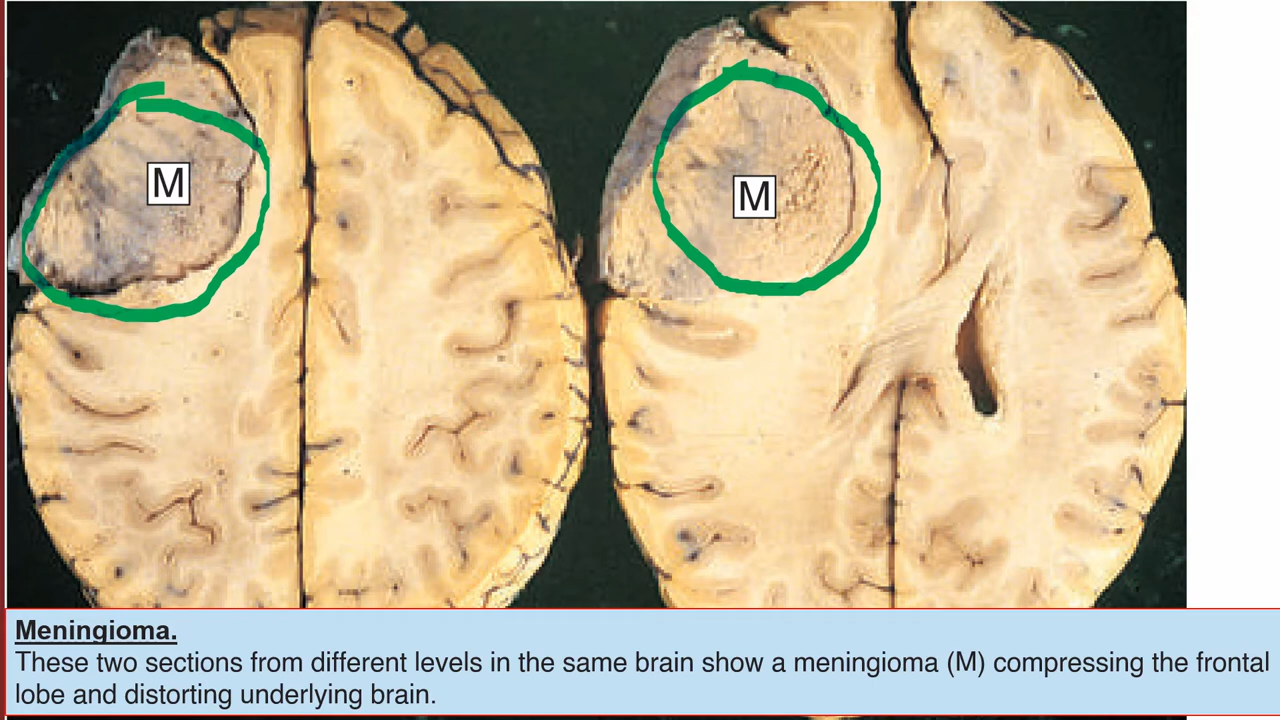 M
M
Meningioma.
These two sections from different levels in the same brain show a meningioma (M) compressing the frontal
lobe and distorting underlying brain.